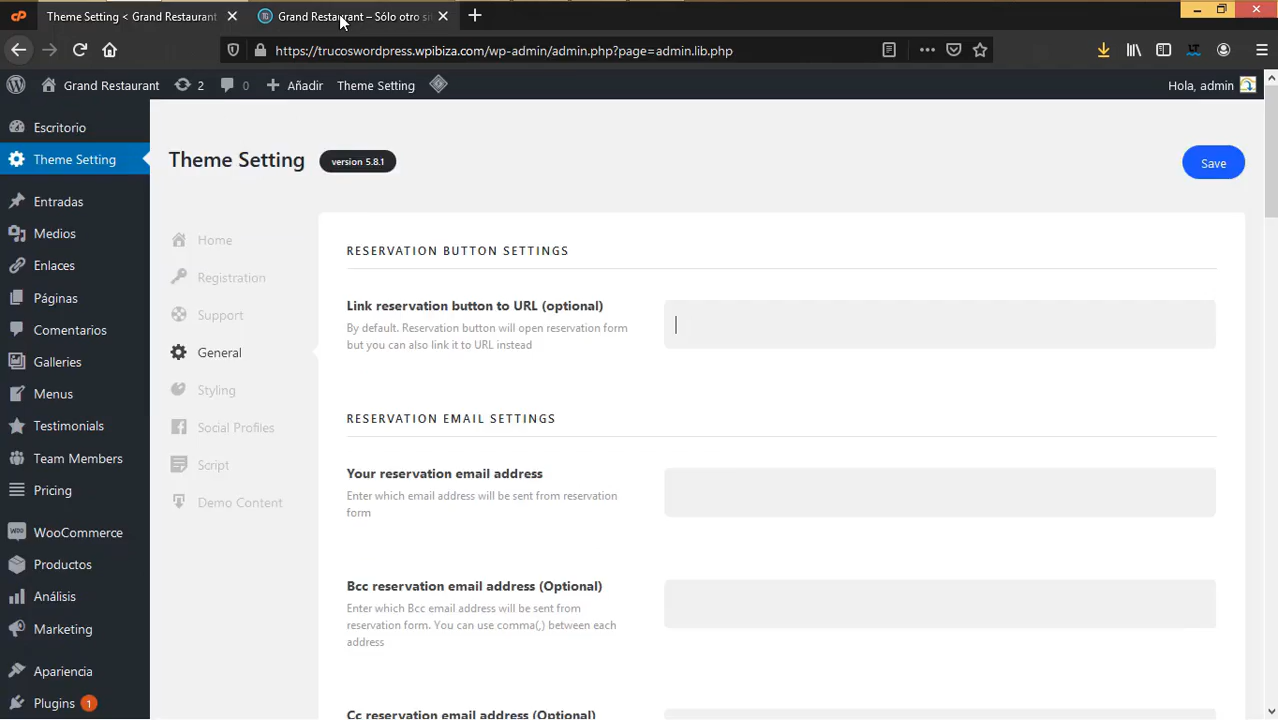 Theme Setting < Grand Restaurant
Grand Restaurant – Sólo otro si
https://trucoswordpress.wpibiza.com/wp-admin/admin.php?page=admin.lib.php
Grand Restaurant 2 0 Añadir Theme Setting
Hola, admin
Escritorio
Theme Setting
Entradas
Medios
Enlaces
Páginas
Comentarios
Galleries
Menus
Testimonials
Team Members
Pricing
WooCommerce
Productos
Análisis
Marketing
Apariencia
Plugins 1
Theme Setting version 5.8.1
Save
Home
Registration
Support
General
Styling
Social Profiles
Script
Demo Content
RESERVATION BUTTON SETTINGS
Link reservation button to URL (optional)
By default. Reservation button will open reservation form
but you can also link it to URL instead
RESERVATION EMAIL SETTINGS
Your reservation email address
Enter which email address will be sent from reservation
form
Bcc reservation email address (Optional)
Enter which Bcc email address will be sent from
reservation form. You can use comma(,) between each
address
Cc reservation email address (Optional)